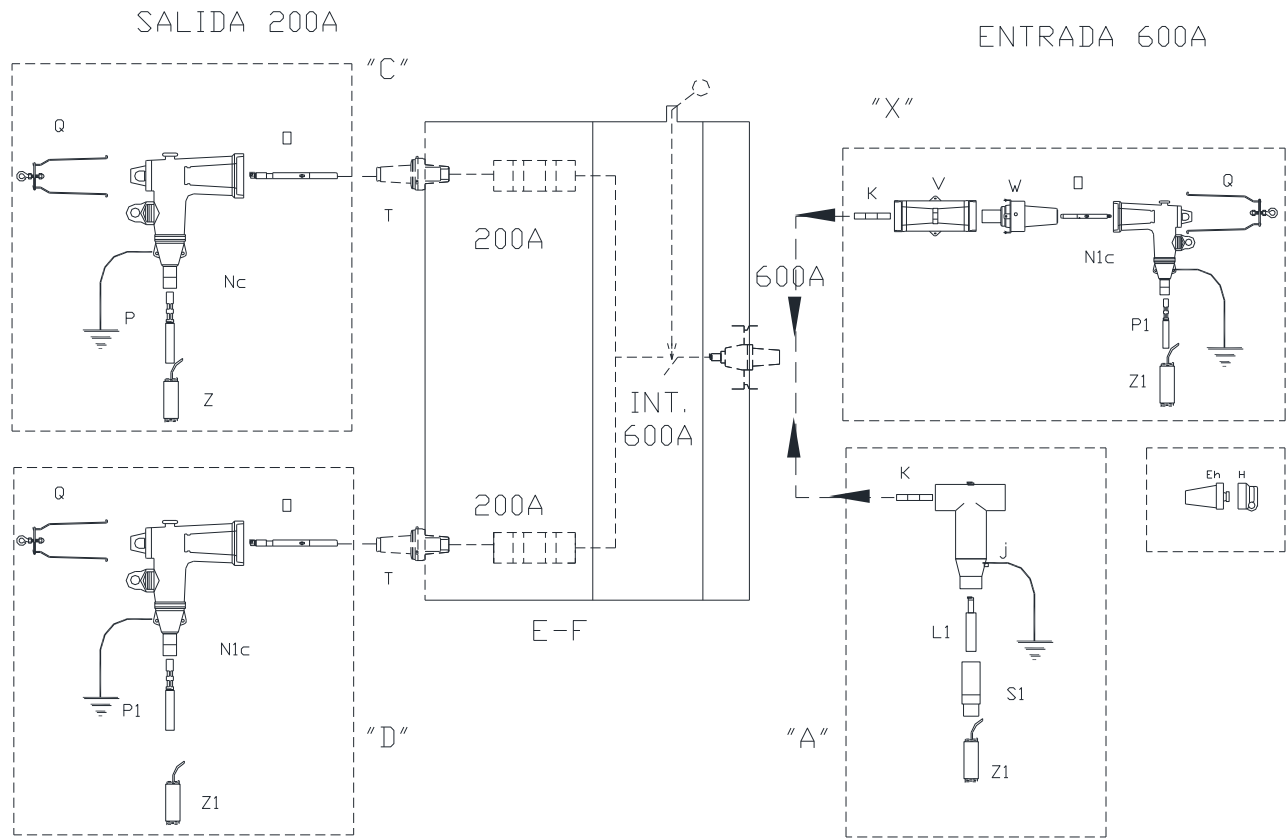 SALIDA 200A
ENTRADA 600A
"C"
Q
T
200A
Nc
P
Z
"X"
K
V
W
Q
600A
N1c
P1
Z1
INT.
600A
Q
200A
T
N1c
P1
Z1
"D"
E-F
K
j
L1
S1
Z1
"A"
Eh
H